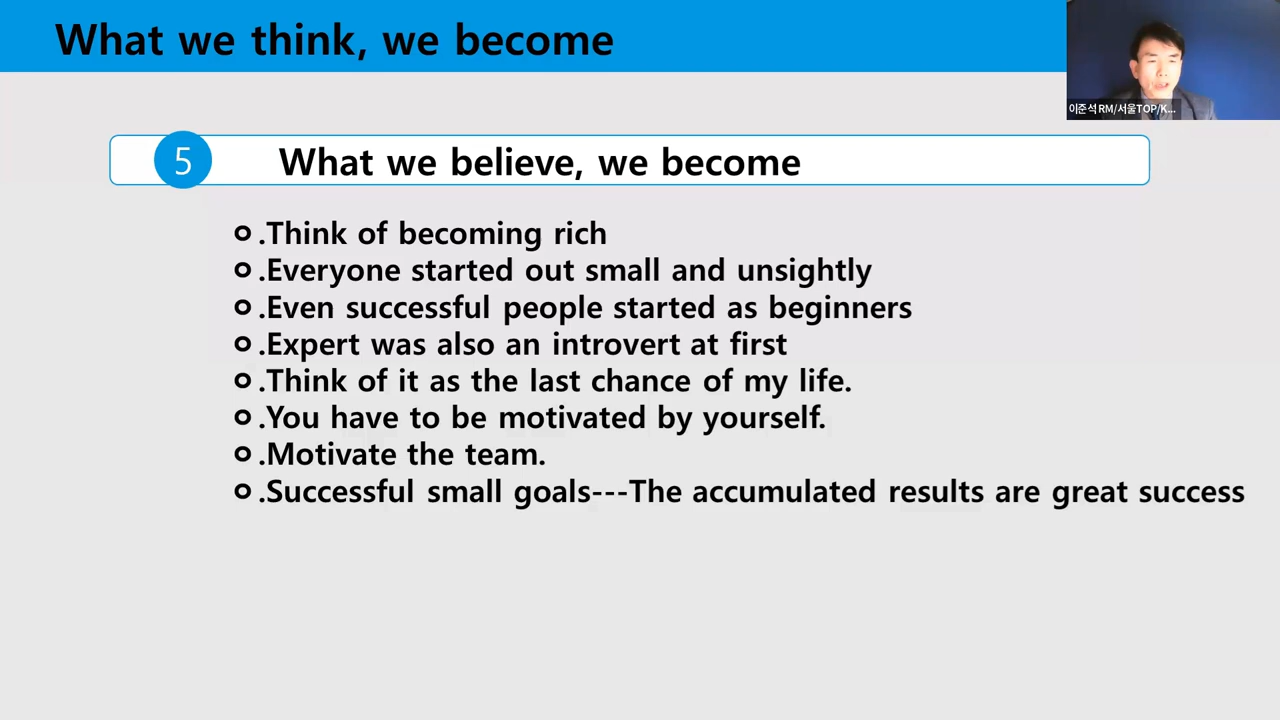 What we think, we become
이준석 RM/서울TOP/K...
5
What we believe, we become
.Think of becoming rich
.Everyone started out small and unsightly
.Even successful people started as beginners
.Expert was also an introvert at first
.Think of it as the last chance of my life.
.You have to be motivated by yourself.
.Motivate the team.
.Successful small goals---The accumulated results are great success